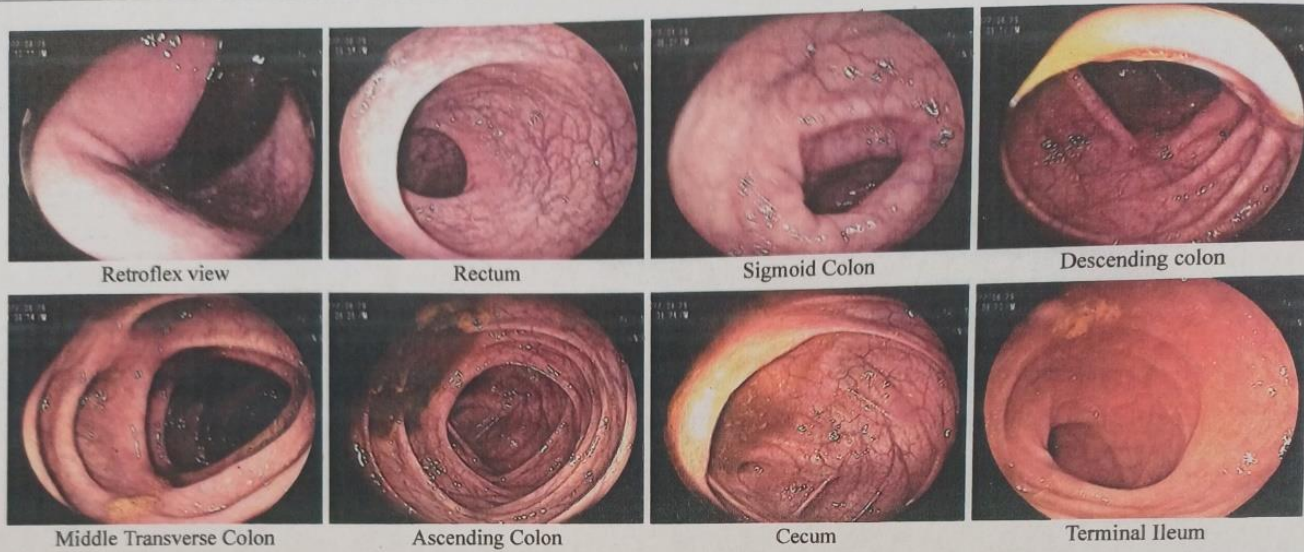 Retroflex view
Rectum
Sigmoid Colon
Descending colon
Middle Transverse Colon
Ascending Colon
Cecum
Terminal Ileum